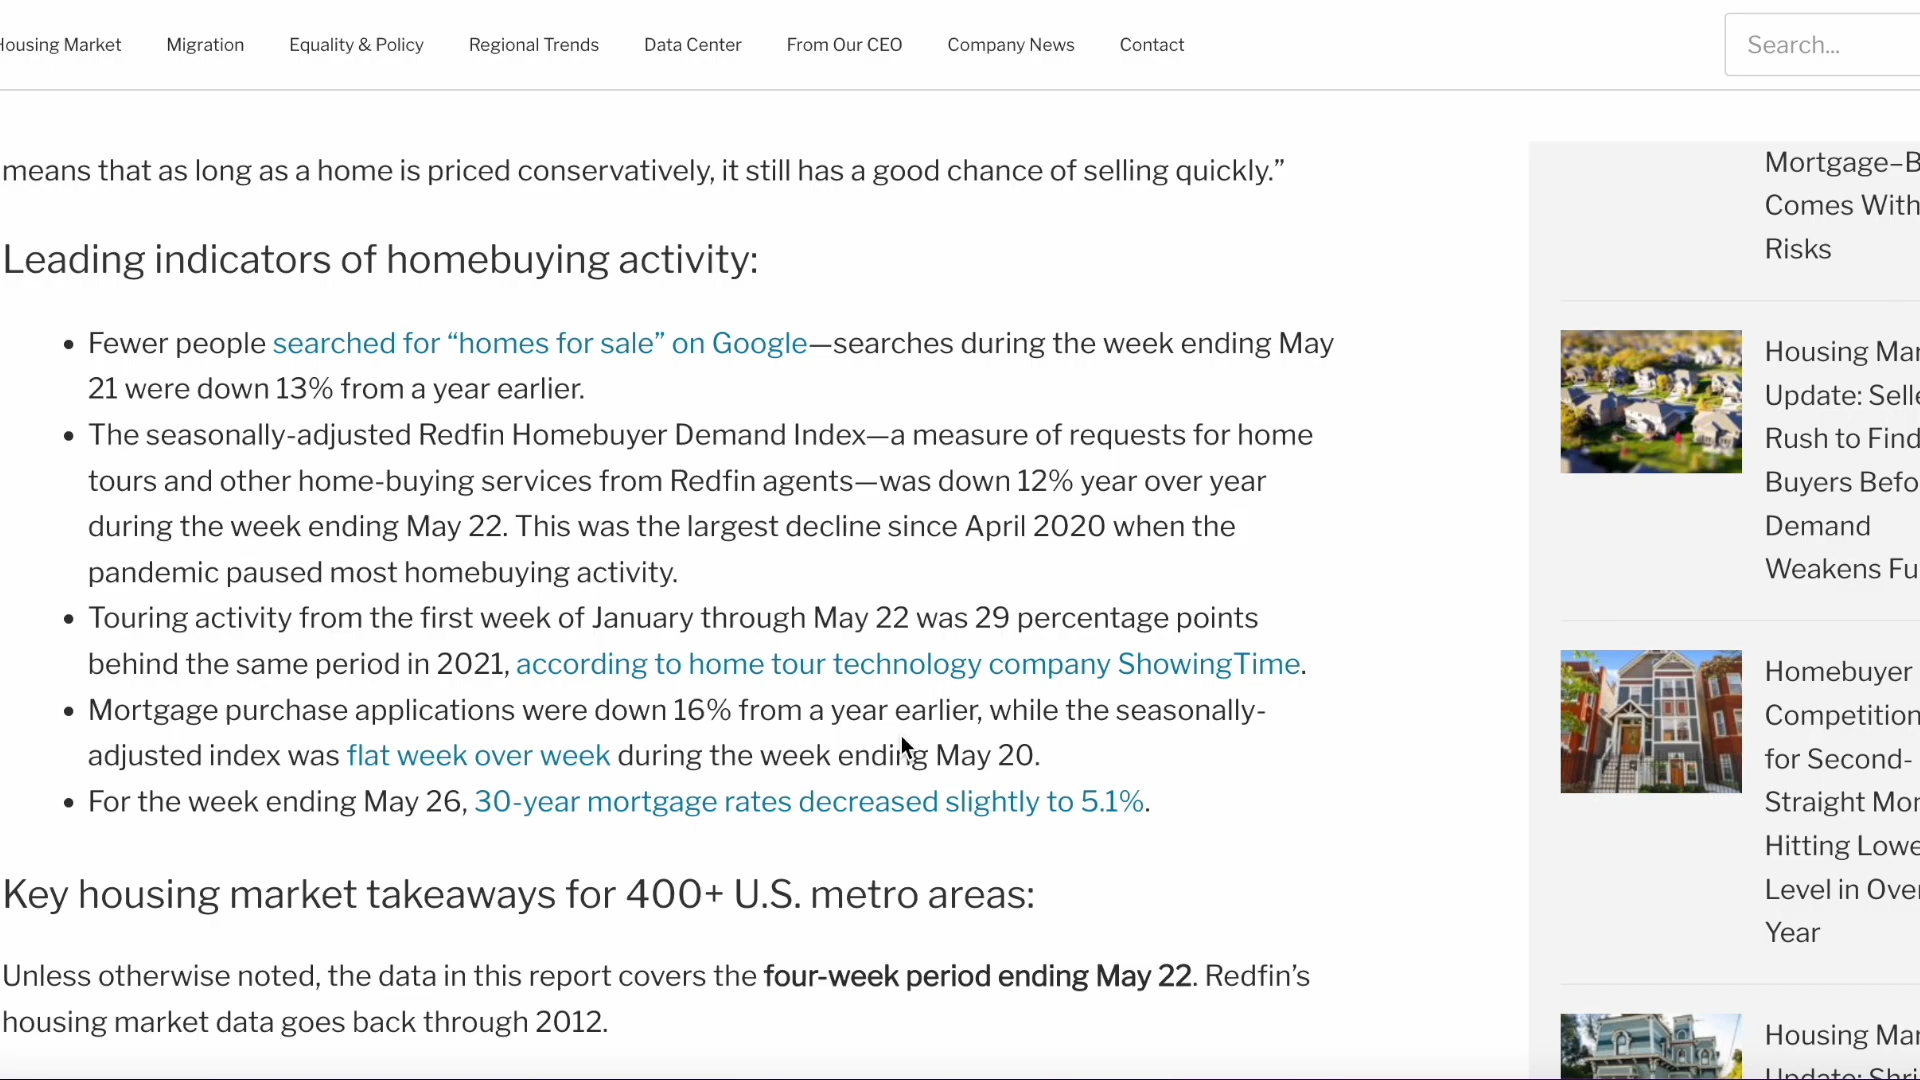 Housing Market
Migration
Equality & Policy
Regional Trends
Data Center
From Our CEO
Company News
Contact
Search...
means that as long as a home is priced conservatively, it still has a good chance of selling quickly.”
Leading indicators of homebuying activity:
• Fewer people searched for “homes for sale” on Google—searches during the week ending May
21 were down 13% from a year earlier.
• The seasonally-adjusted Redfin Homebuyer Demand Index—a measure of requests for home
tours and other home-buying services from Redfin agents—was down 12% year over year
during the week ending May 22. This was the largest decline since April 2020 when the
pandemic paused most homebuying activity.
• Touring activity from the first week of January through May 22 was 29 percentage points
behind the same period in 2021, according to home tour technology company ShowingTime.
• Mortgage purchase applications were down 16% from a year earlier, while the seasonally-
adjusted index was flat week over week during the week ending May 20.
• For the week ending May 26, 30-year mortgage rates decreased slightly to 5.1%.
Key housing market takeaways for 400+ U.S. metro areas:
Unless otherwise noted, the data in this report covers the four-week period ending May 22. Redfin’s
housing market data goes back through 2012.
Mortgage–B
Comes With
Risks
Housing Mar
Update: Selle
Rush to Find
Buyers Befo
Demand
Weakens Fu
Homebuyer
Competition
for Second-
Straight Mon
Hitting Lowe
Level in Over
Year
Housing Mar
Update: Shri